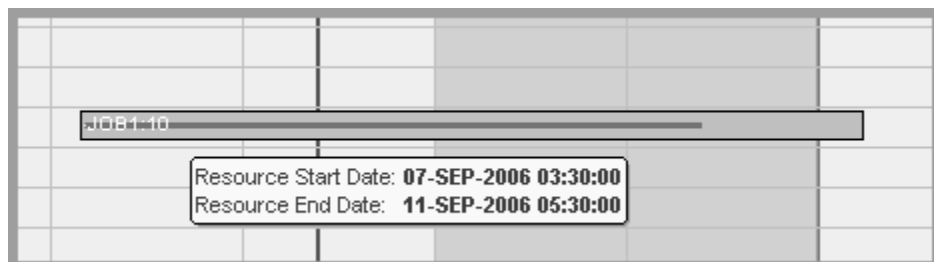 JOB1:10
Resource Start Date: 07-SEP-2006 03:30:00
Resource End Date: 11-SEP-2006 05:30:00